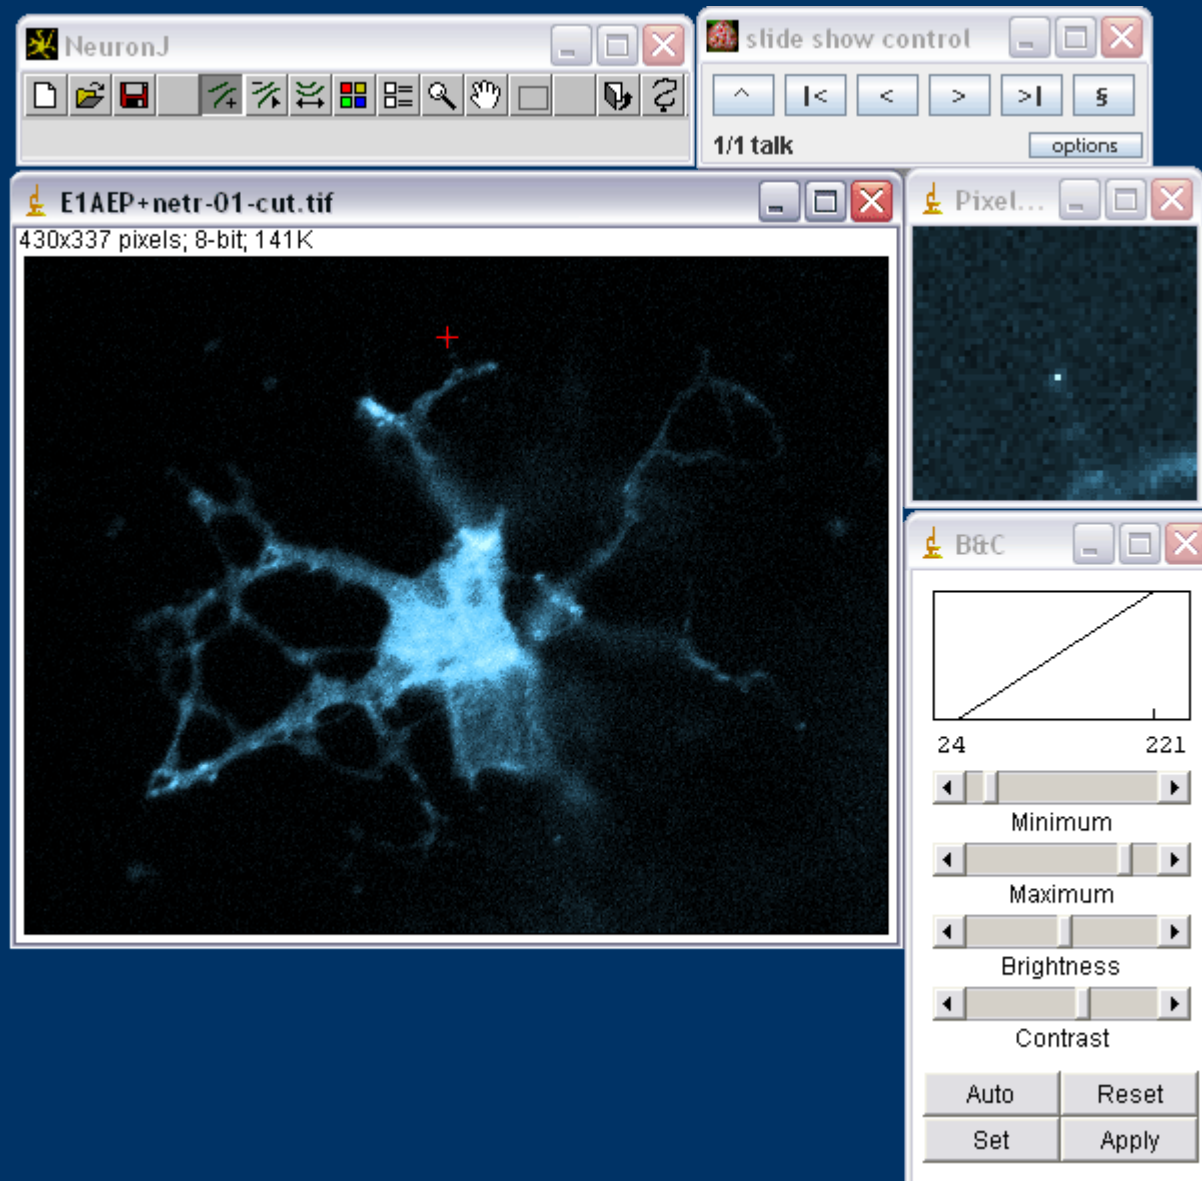 NeuronJ
slide show control
^ |< < > >| §
1/1 talk
options
E1AEP+netr-01-cut.tif
430x337 pixels; 8-bit; 141K
Pixel...
B&C
24 221
Minimum
Maximum
Brightness
Contrast
Auto Reset
Set Apply